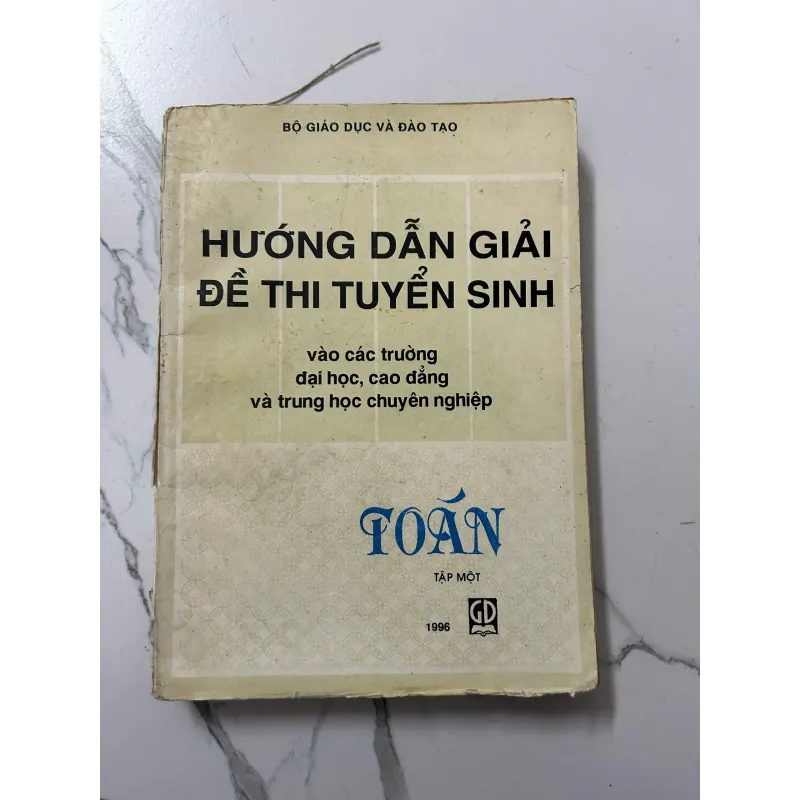 BỘ GIÁO DỤC VÀ ĐÀO TẠO
HƯỚNG DẪN GIẢI
ĐỀ THI TUYỂN SINH
vào các trường
đại học, cao đẳng
và trung học chuyên nghiệp
TOÁN
TẬP MỘT
1996
GD